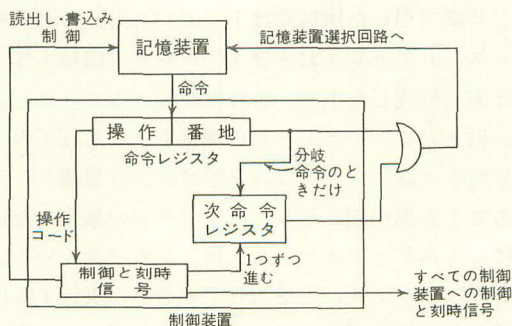 読出し・書込み
制御
記憶装置
記憶装置選択回路へ
命令
操作 番地
命令レジスタ
分岐
命令のと
きだけ
次命令
レジスタ
操作
コード
制御と刻時
信号
1つずつ
進む
すべての制御
装置への制御
と刻時信号
制御装置